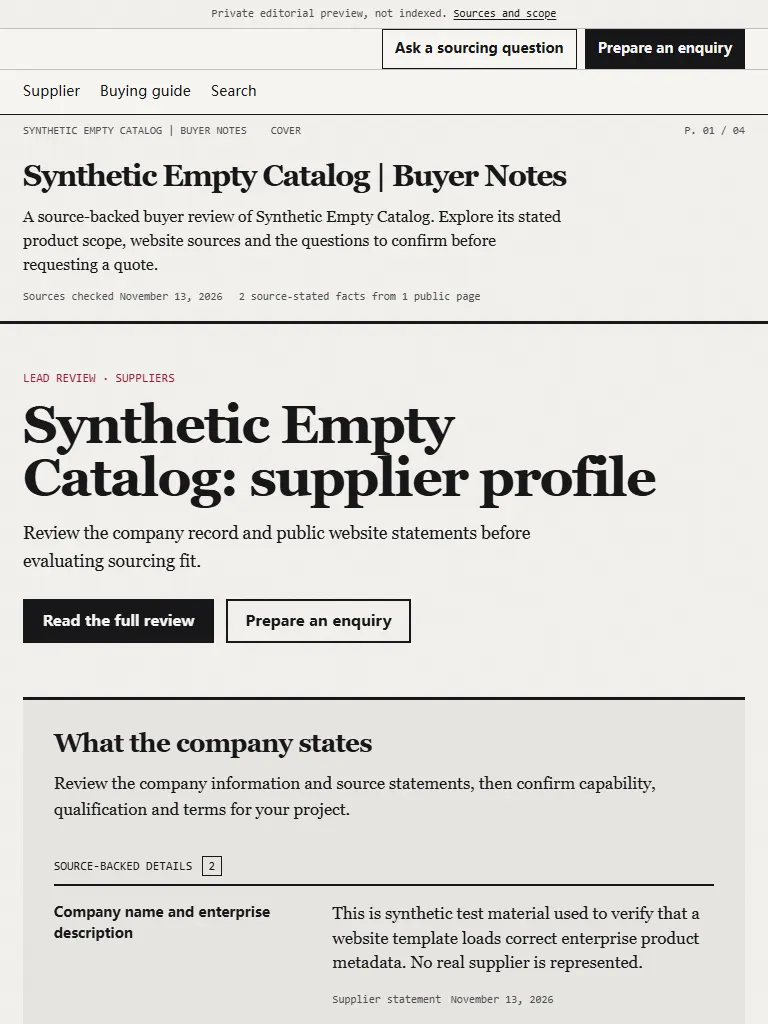 Private editorial preview, not indexed. Sources and scope
Ask a sourcing question
Prepare an enquiry
Supplier
Buying guide
Search
SYNTHETIC EMPTY CATALOG | BUYER NOTES
COVER
P. 01 / 04
Synthetic Empty Catalog | Buyer Notes
A source-backed buyer review of Synthetic Empty Catalog. Explore its stated
product scope, website sources and the questions to confirm before
requesting a quote.
Sources checked November 13, 2026
2 source-stated facts from 1 public page
LEAD REVIEW · SUPPLIERS
Synthetic Empty
Catalog: supplier profile
Review the company record and public website statements before
evaluating sourcing fit.
Read the full review
Prepare an enquiry
What the company states
Review the company information and source statements, then confirm capability,
qualification and terms for your project.
SOURCE-BACKED DETAILS 2
Company name and enterprise
description
This is synthetic test material used to verify that a
website template loads correct enterprise product
metadata. No real supplier is represented.
Supplier statement
November 13, 2026